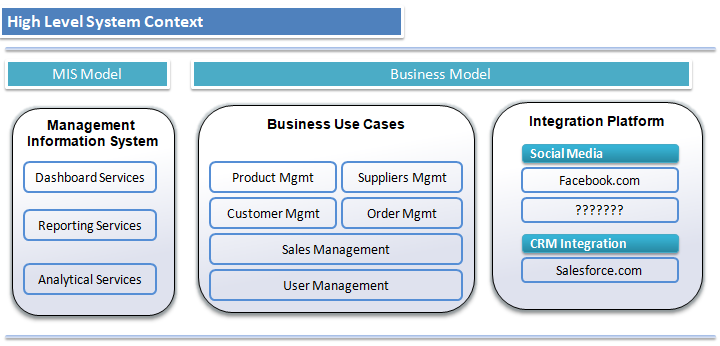 High Level System Context
MIS Model
Business Model
Management
Information System
Dashboard Services
Reporting Services
Analytical Services
Business Use Cases
Product Mgmt
Suppliers Mgmt
Customer Mgmt
Order Mgmt
Sales Management
User Management
Integration Platform
Social Media
Facebook.com
???????
CRM Integration
Salesforce.com